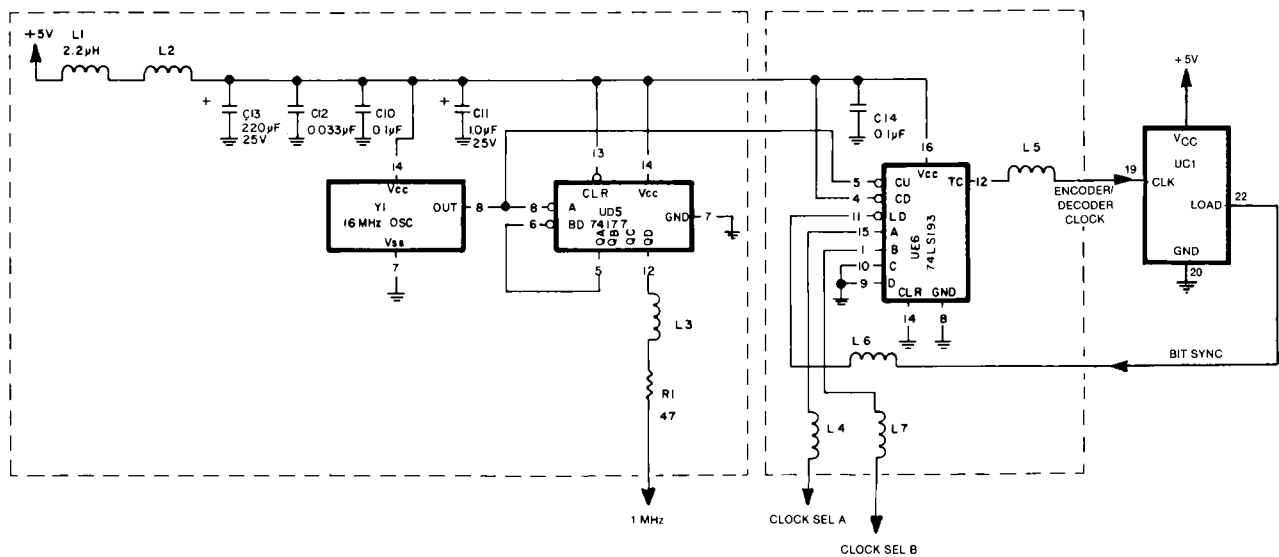 +5V
L1
2.2µH
L2
+
C13
220µF
25V
C12
0.033µF
C10
0.1µF
+
C11
1.0µF
25V
14
Vcc
Y1
16 MHz OSC
OUT
8
Vss
7
13
14
CLR
Vcc
8
A
6
BD
UD5
74177
GND
7
QA
QB
QC
QD
5
12
L3
R1
47
1 MHz
C14
0.1µF
16
Vcc
5
CU
4
CD
11
LD
15
A
1
B
10
C
9
D
UE6
74LS193
TC
12
CLR
GND
14
8
L5
ENCODER/
DECODER
CLOCK
L6
L4
L7
CLOCK SEL A
CLOCK SEL B
+5V
VCC
UC1
19
CLK
22
LOAD
GND
20
BIT SYNC